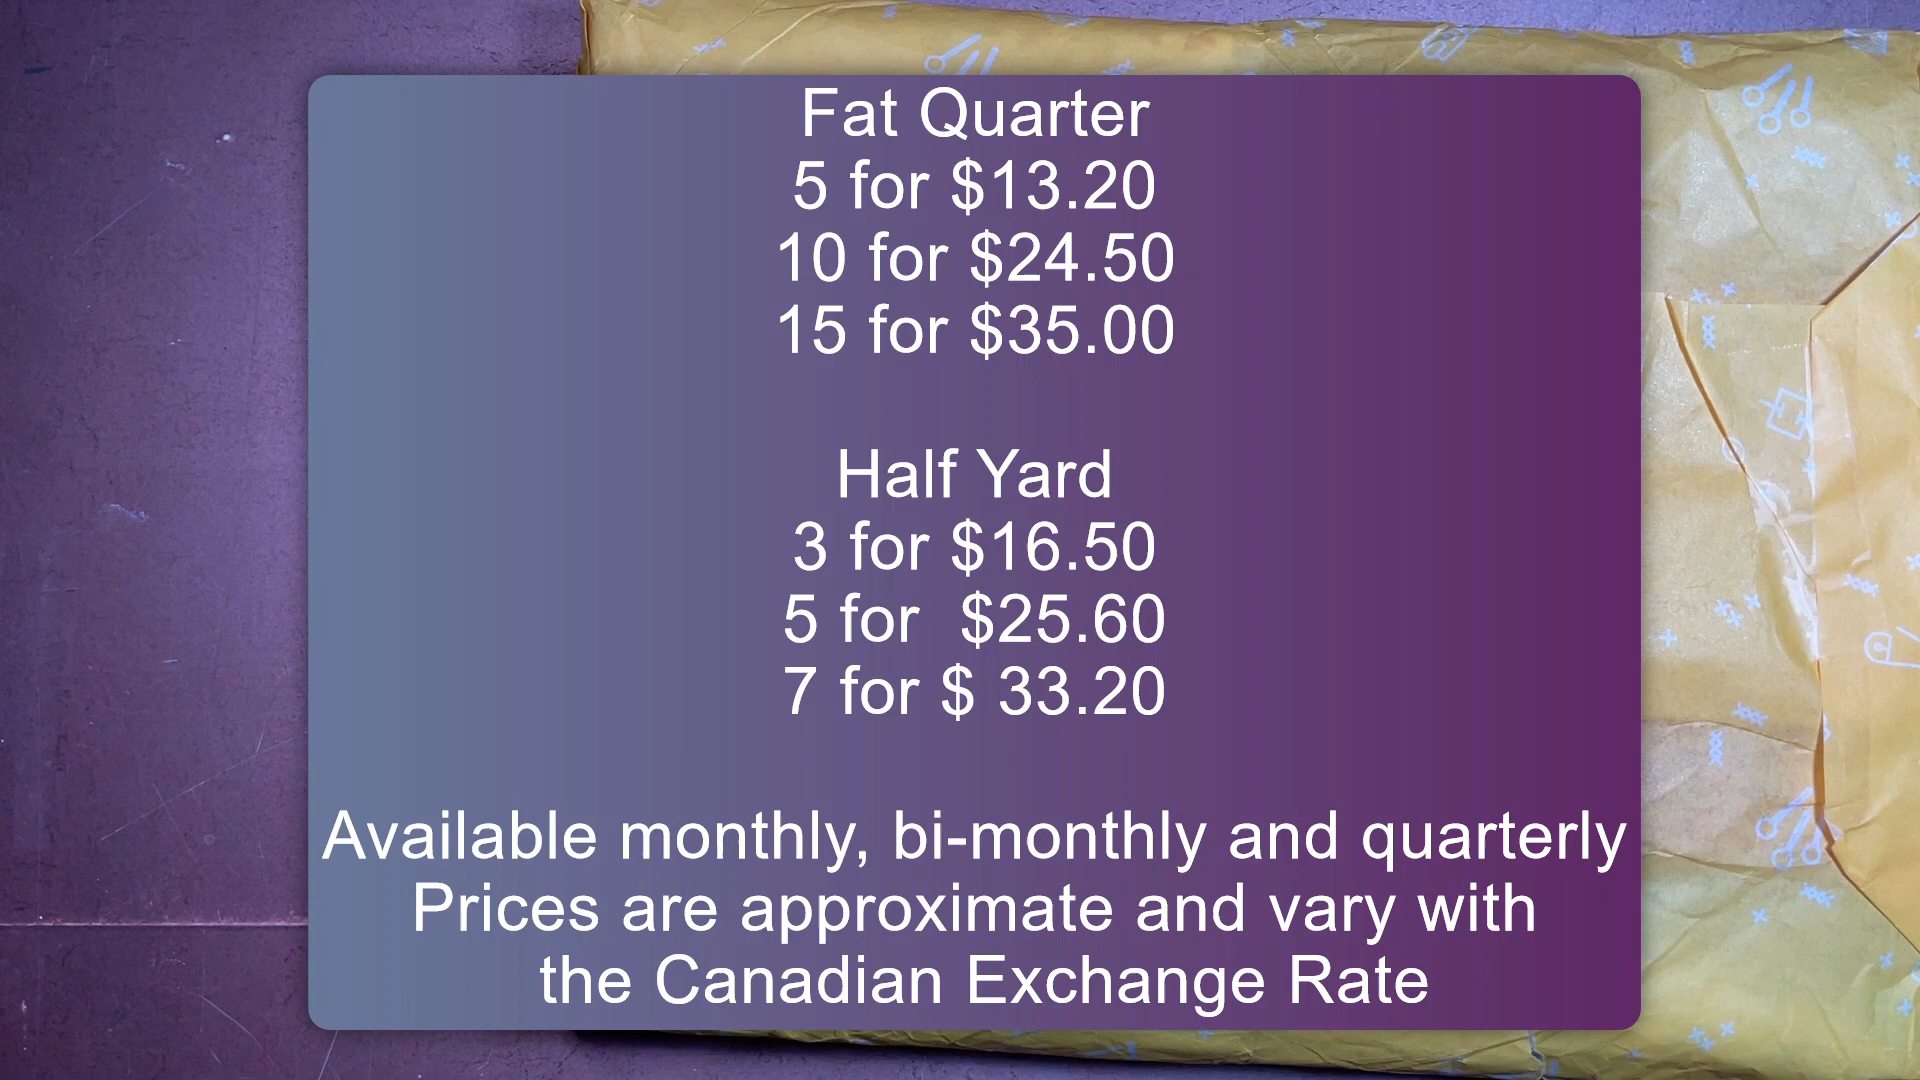 Fat Quarter
5 for $13.20
10 for $24.50
15 for $35.00
Half Yard
3 for $16.50
5 for  $25.60
7 for $ 33.20
Available monthly, bi-monthly and quarterly
Prices are approximate and vary with
the Canadian Exchange Rate